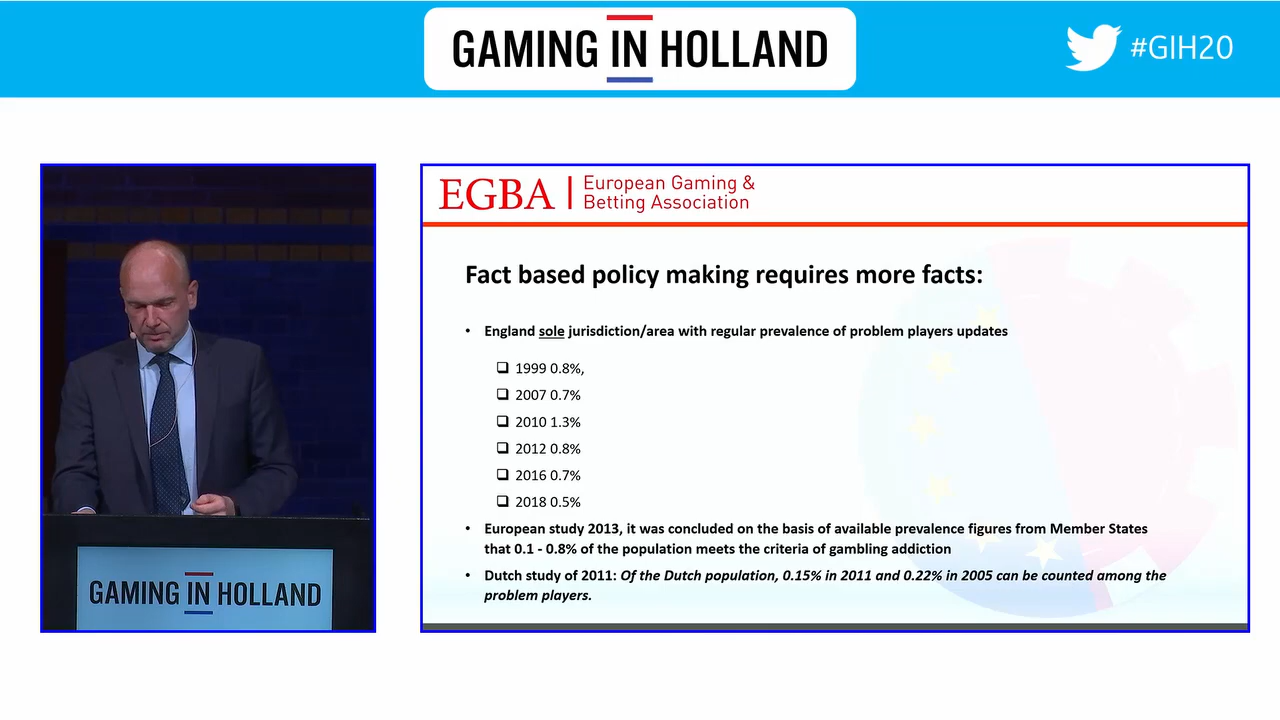 GAMING IN HOLLAND
#GIH20
EGBA
European Gaming &
Betting Association
Fact based policy making requires more facts:
• England sole jurisdiction/area with regular prevalence of problem players updates
❑ 1999 0.8%,
❑ 2007 0.7%
❑ 2010 1.3%
❑ 2012 0.8%
❑ 2016 0.7%
❑ 2018 0.5%
• European study 2013, it was concluded on the basis of available prevalence figures from Member States
that 0.1 - 0.8% of the population meets the criteria of gambling addiction
• Dutch study of 2011: Of the Dutch population, 0.15% in 2011 and 0.22% in 2005 can be counted among the
problem players.
GAMING IN HOLLAND